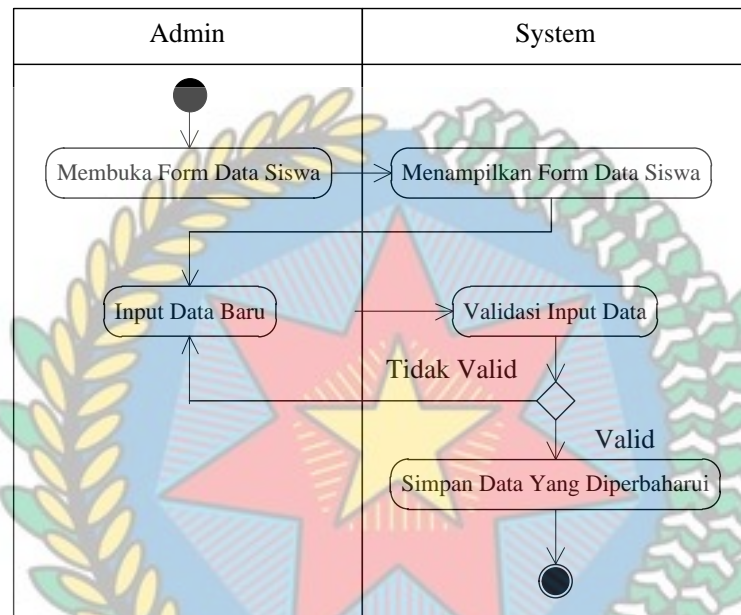 Admin
System
Membuka Form Data Siswa
Menampilkan Form Data Siswa
Input Data Baru
Validasi Input Data
Tidak Valid
Valid
Simpan Data Yang Diperbaharui